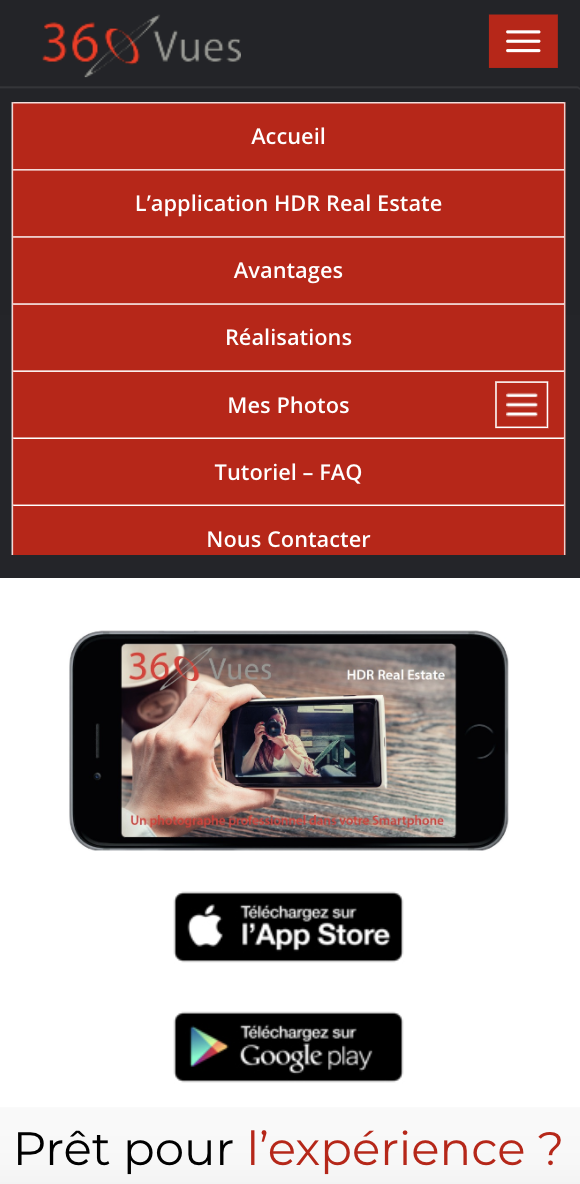 360 Vues
Accueil
L’application HDR Real Estate
Avantages
Réalisations
Mes Photos
Tutoriel – FAQ
Nous Contacter
360 Vues
HDR Real Estate
Un photographe professionnel dans votre Smartphone
Téléchargez sur
l’App Store
Téléchargez sur
Google play
Prêt pour l’expérience ?